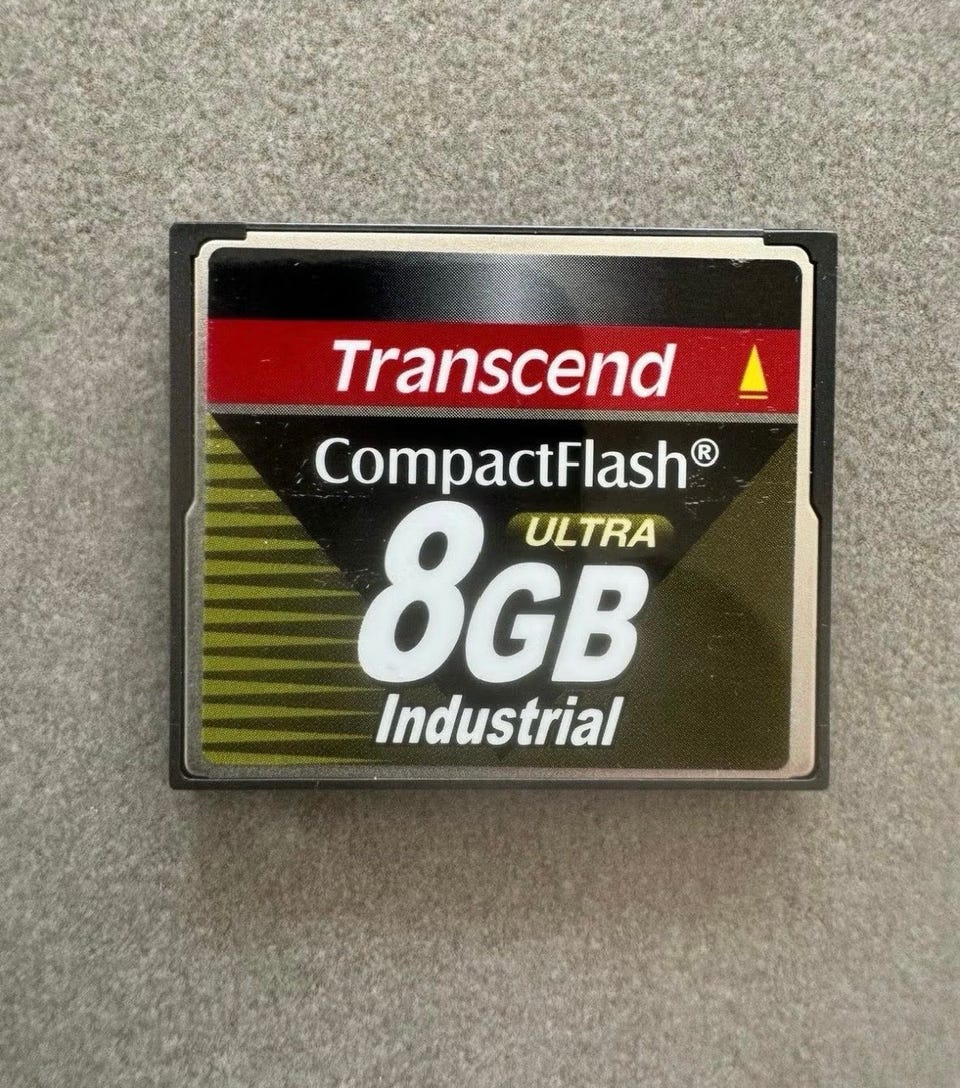 Transcend
CompactFlash®
ULTRA
8GB
Industrial